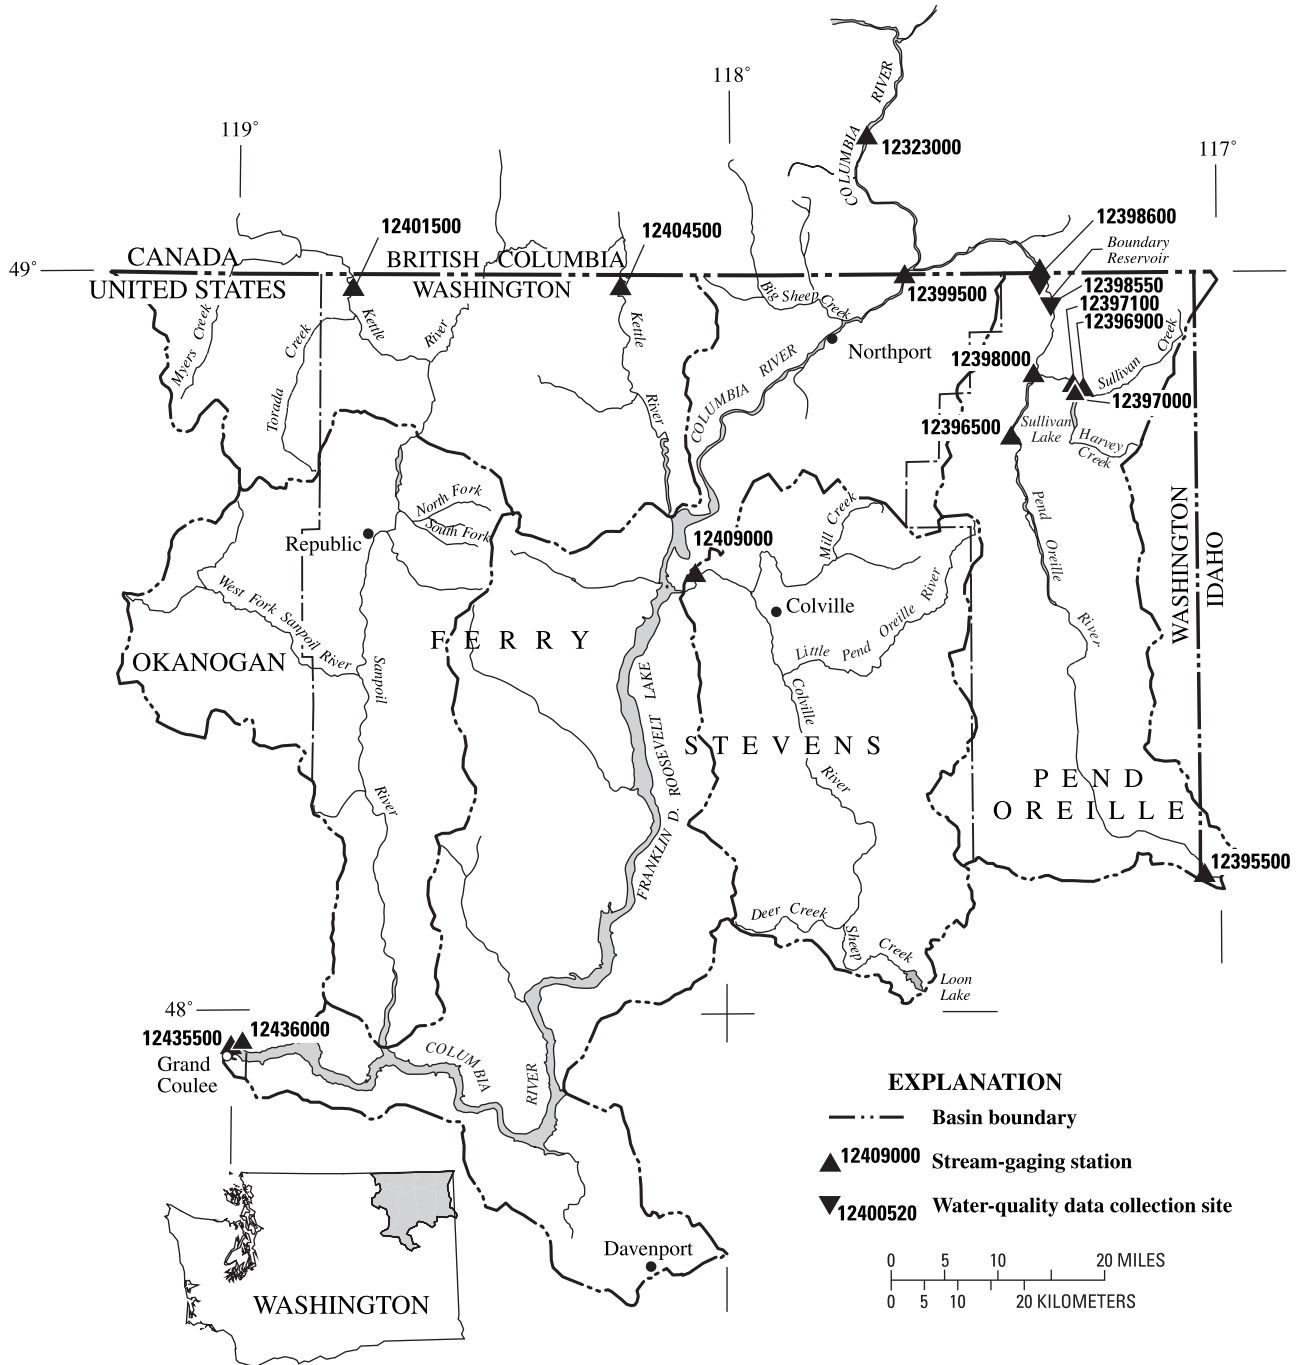 118°
119°
117°
COLUMBIA RIVER
12323000
12401500
12404500
12398600
Boundary
Reservoir
CANADA
BRITISH COLUMBIA
49°
UNITED STATES
WASHINGTON
12399500
12398550
12397100
12396900
Big Sheep Creek
Myers Creek
Torada Creek
Kettle River
Kettle River
COLUMBIA RIVER
Northport
12398000
Sullivan Creek
12397000
12396500
Sullivan
Lake
Harvey
Creek
North Fork
South Fork
Republic
12409000
Mill Creek
Pend Oreille River
WASHINGTON
IDAHO
Colville
Little Pend Oreille River
West Fork Sanpoil River
FERRY
OKANOGAN
Sanpoil River
FRANKLIN D. ROOSEVELT LAKE
Colville River
STEVENS
PEND
OREILLE
12395500
Deer Creek
Sheep Creek
Loon
Lake
48°
12435500
12436000
Grand
Coulee
COLUMBIA RIVER
EXPLANATION
Basin boundary
12409000 Stream-gaging station
12400520 Water-quality data collection site
Davenport
0 5 10 20 MILES
0 5 10 20 KILOMETERS
WASHINGTON